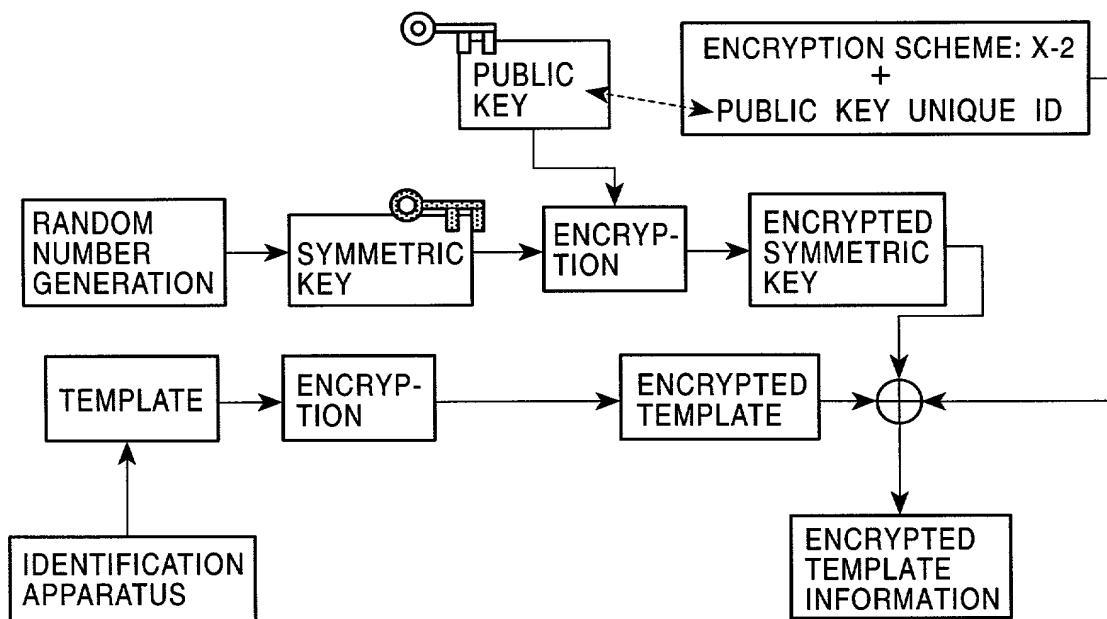 PUBLIC
KEY
ENCRYPTION SCHEME: X-2
+
PUBLIC KEY UNIQUE ID
RANDOM
NUMBER
GENERATION
SYMMETRIC
KEY
ENCRYP-
TION
ENCRYPTED
SYMMETRIC
KEY
TEMPLATE
ENCRYP-
TION
ENCRYPTED
TEMPLATE
IDENTIFICATION
APPARATUS
ENCRYPTED
TEMPLATE
INFORMATION